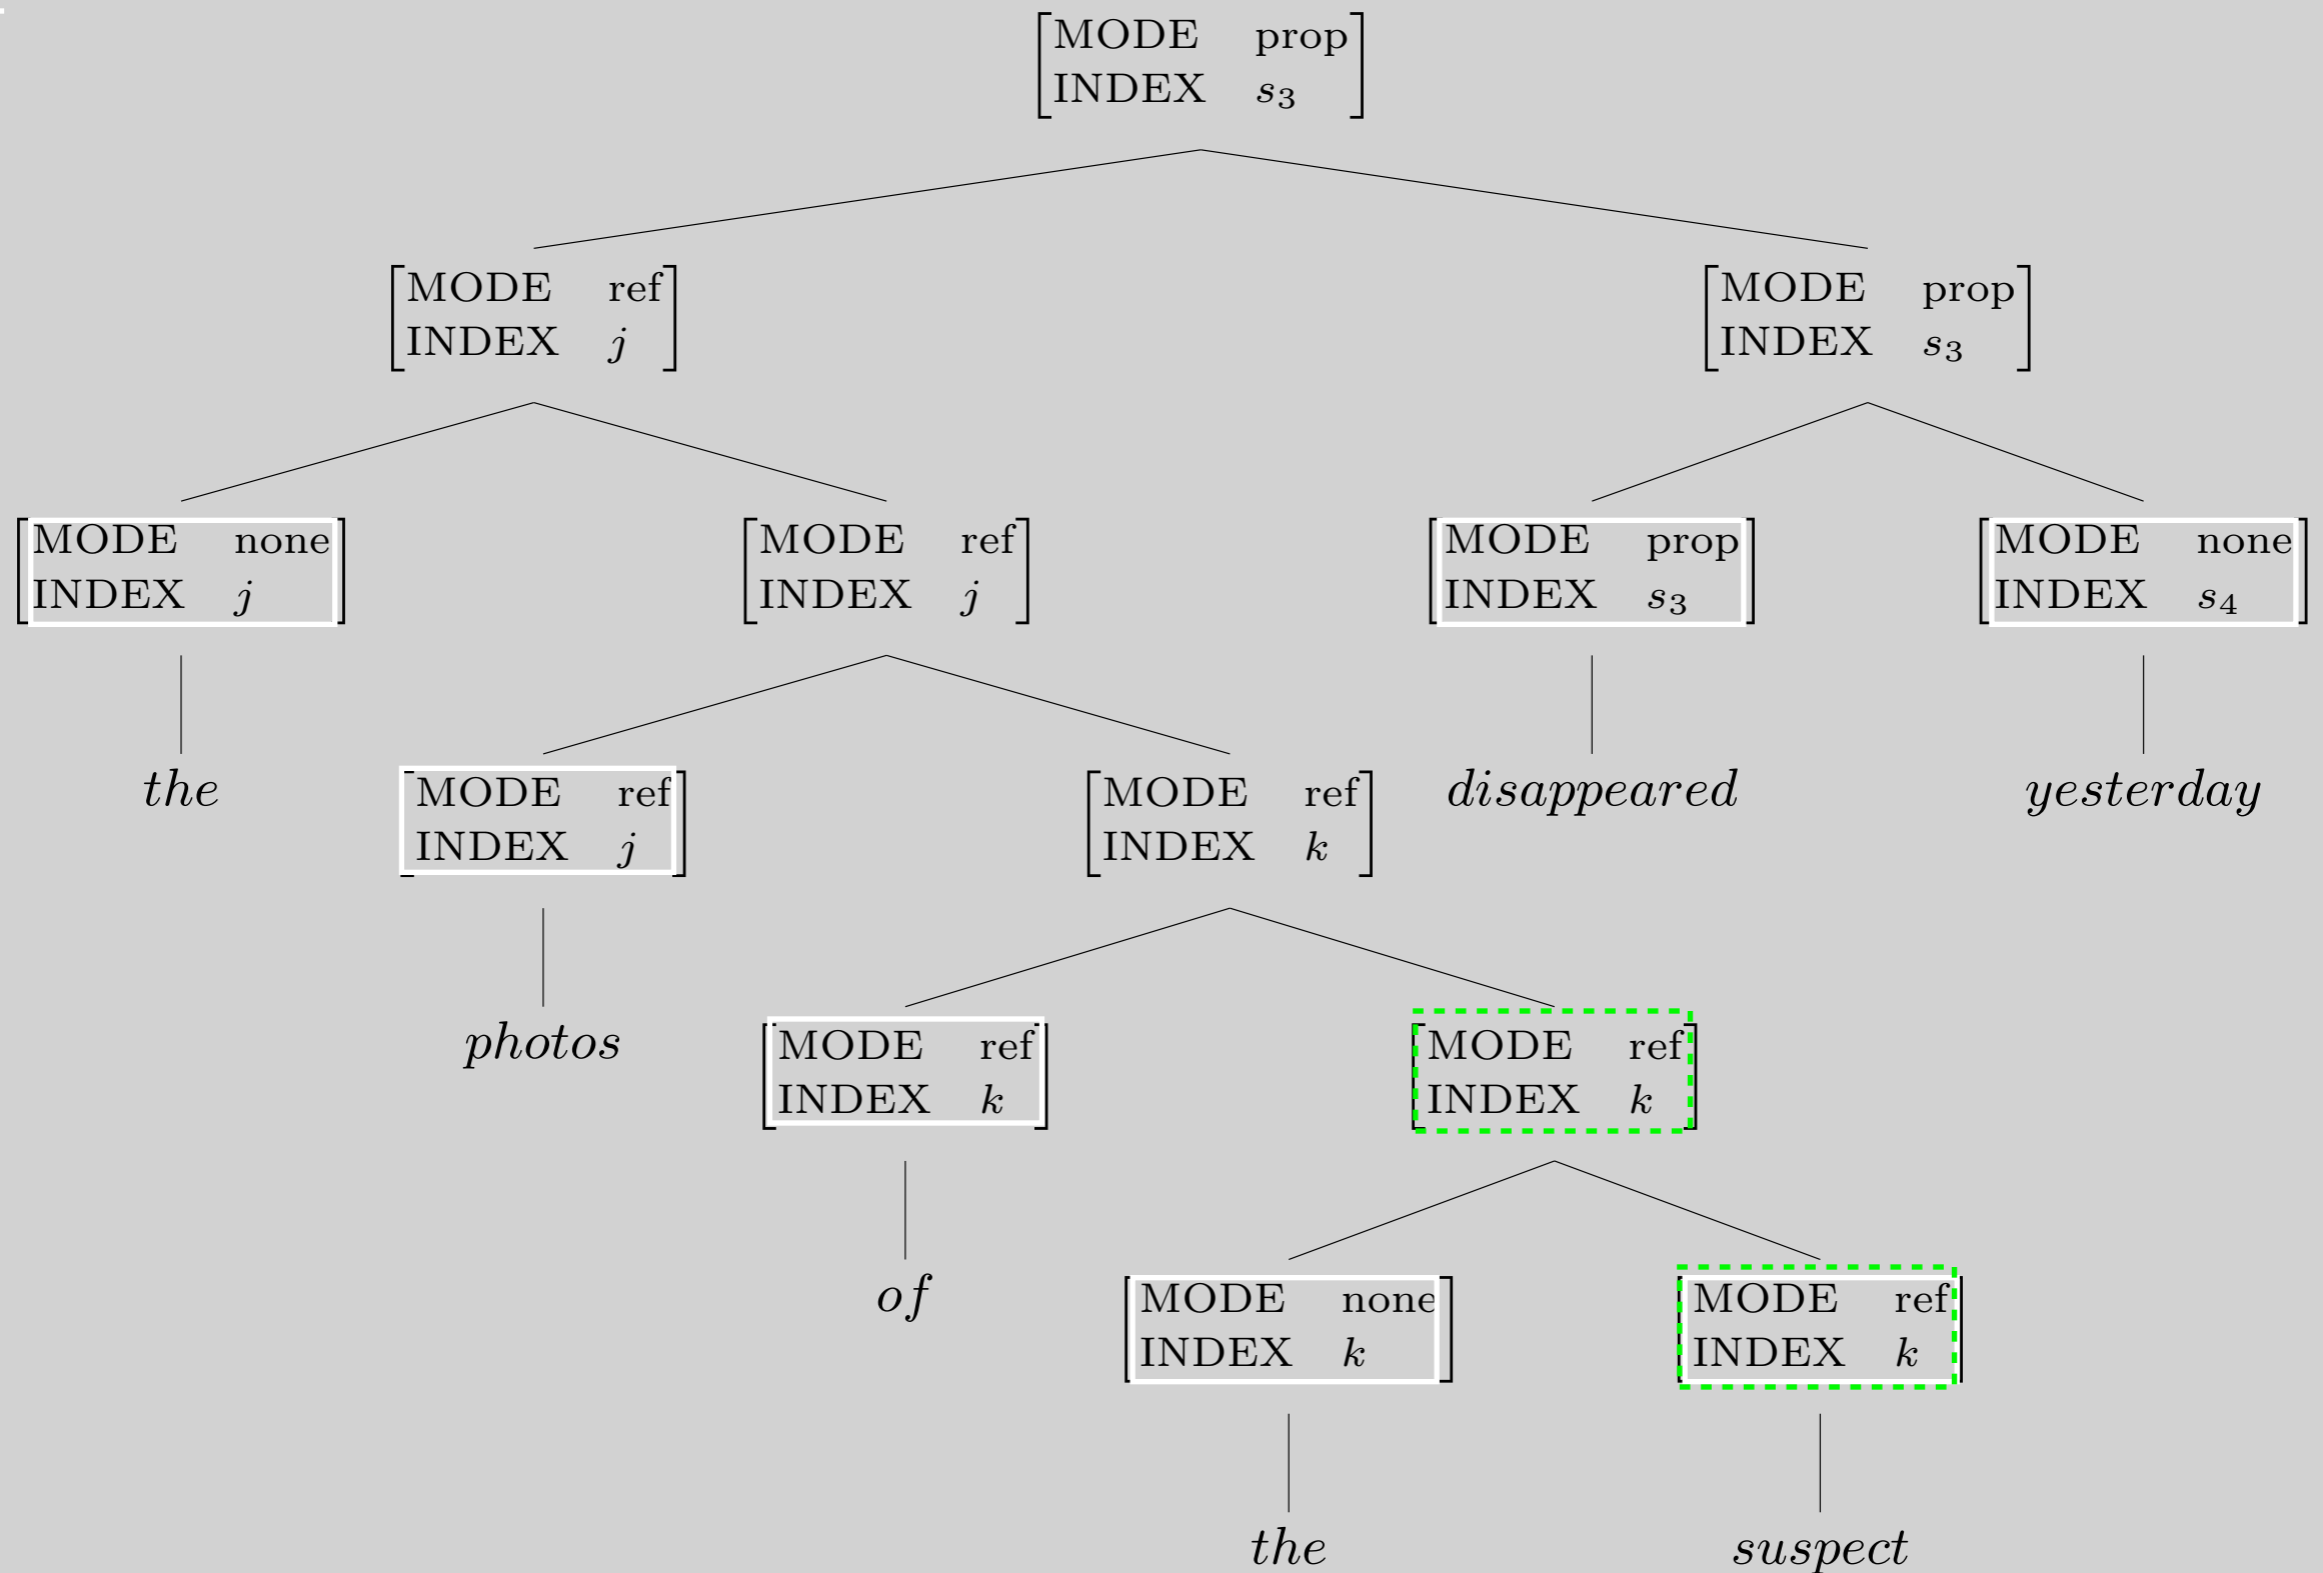 MODE prop
INDEX s₃
MODE ref
INDEX j
MODE prop
INDEX s₃
MODE none
INDEX j
MODE ref
INDEX j
MODE prop
INDEX s₃
MODE none
INDEX s₄
the
MODE ref
INDEX j
MODE ref
INDEX k
disappeared
yesterday
photos
MODE ref
INDEX k
MODE ref
INDEX k
of
MODE none
INDEX k
MODE ref
INDEX k
the
suspect